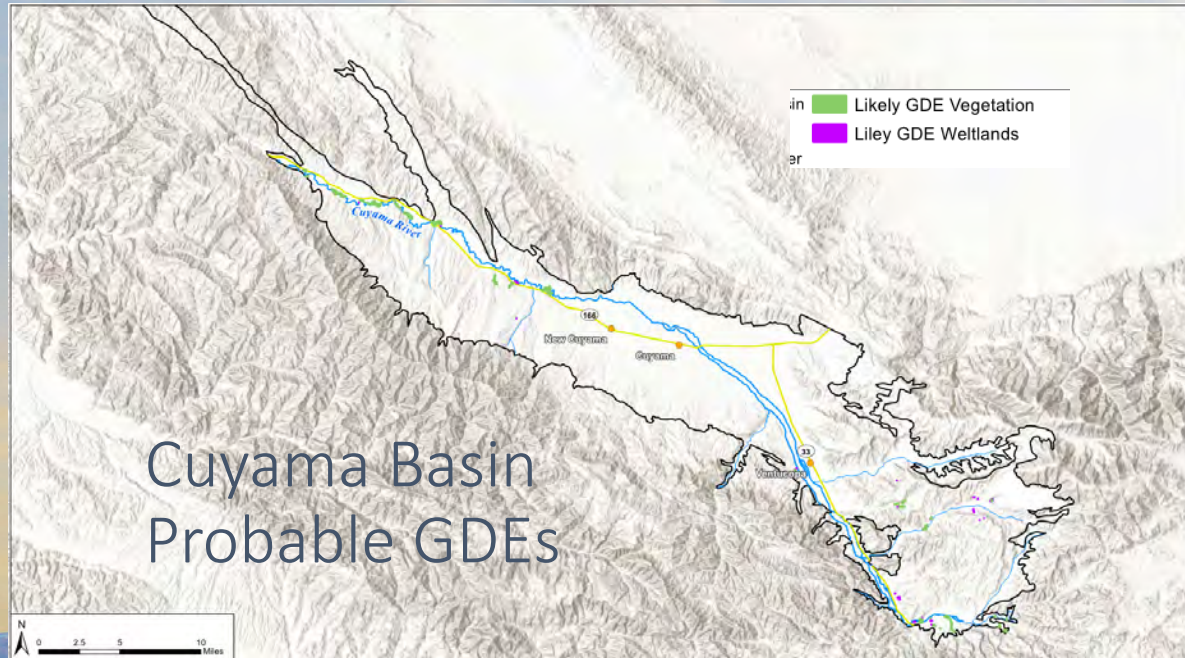 sin Likely GDE Vegetation
Liley GDE Weltlands
er
Cuyama River
166
New Cuyama
Cuyama
33
Ventucopa
Cuyama Basin
Probable GDEs
N
0 2.5 5 10
Miles